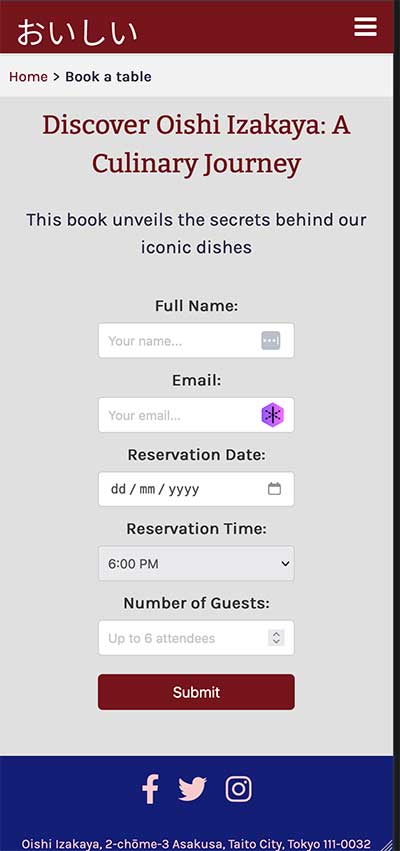 おいしい
Home > Book a table
Discover Oishi Izakaya: A
Culinary Journey
This book unveils the secrets behind our
iconic dishes
Full Name:
Your name...
Email:
Your email...
Reservation Date:
dd / mm / yyyy
Reservation Time:
6:00 PM
Number of Guests:
Up to 6 attendees
Submit
Oishi Izakaya, 2-chōme-3 Asakusa, Taito City, Tokyo 111-0032